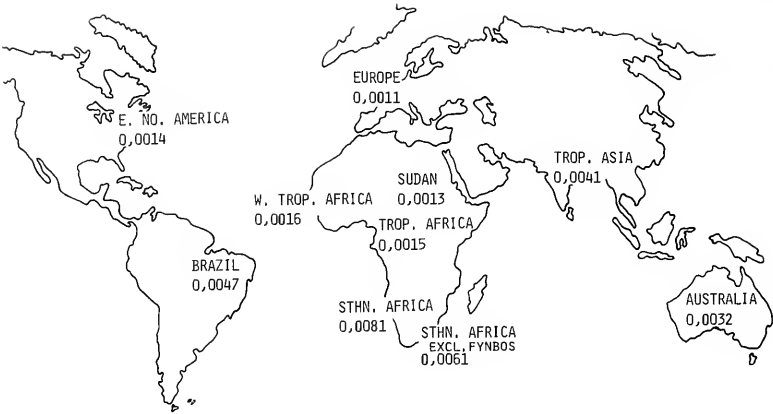 EUROPE
0,0011
E. NO. AMERICA
0,0014
TROP. ASIA
0,0041
SUDAN
0,0013
W. TROP. AFRICA
0,0016
TROP. AFRICA
0,0015
BRAZIL
0,0047
AUSTRALIA
0,0032
STHN. AFRICA
0,0081
STHN. AFRICA
EXCL. FYNBOS
0,0061